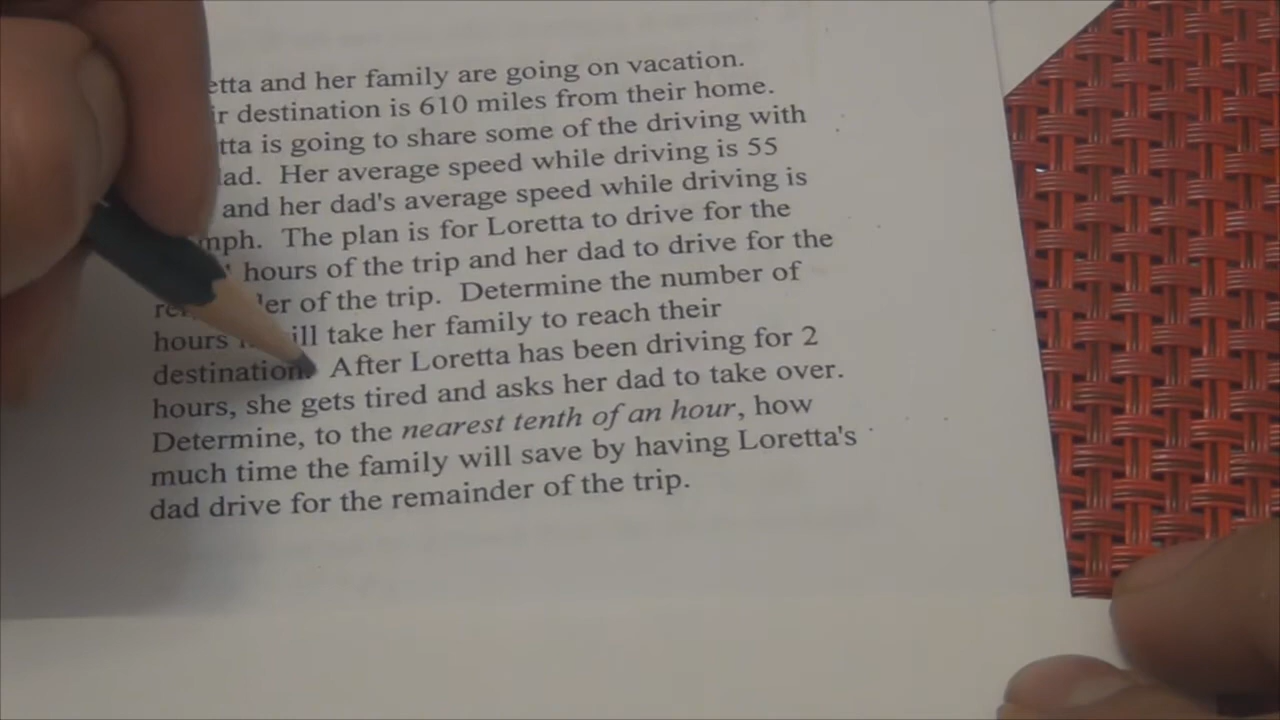 etta and her family are going on vacation.
r destination is 610 miles from their home.
tta is going to share some of the driving with
ad. Her average speed while driving is 55
and her dad's average speed while driving is
mph. The plan is for Loretta to drive for the
hours of the trip and her dad to drive for the
er of the trip. Determine the number of
hours ill take her family to reach their
destination. After Loretta has been driving for 2
hours, she gets tired and asks her dad to take over.
Determine, to the nearest tenth of an hour, how
much time the family will save by having Loretta's
dad drive for the remainder of the trip.